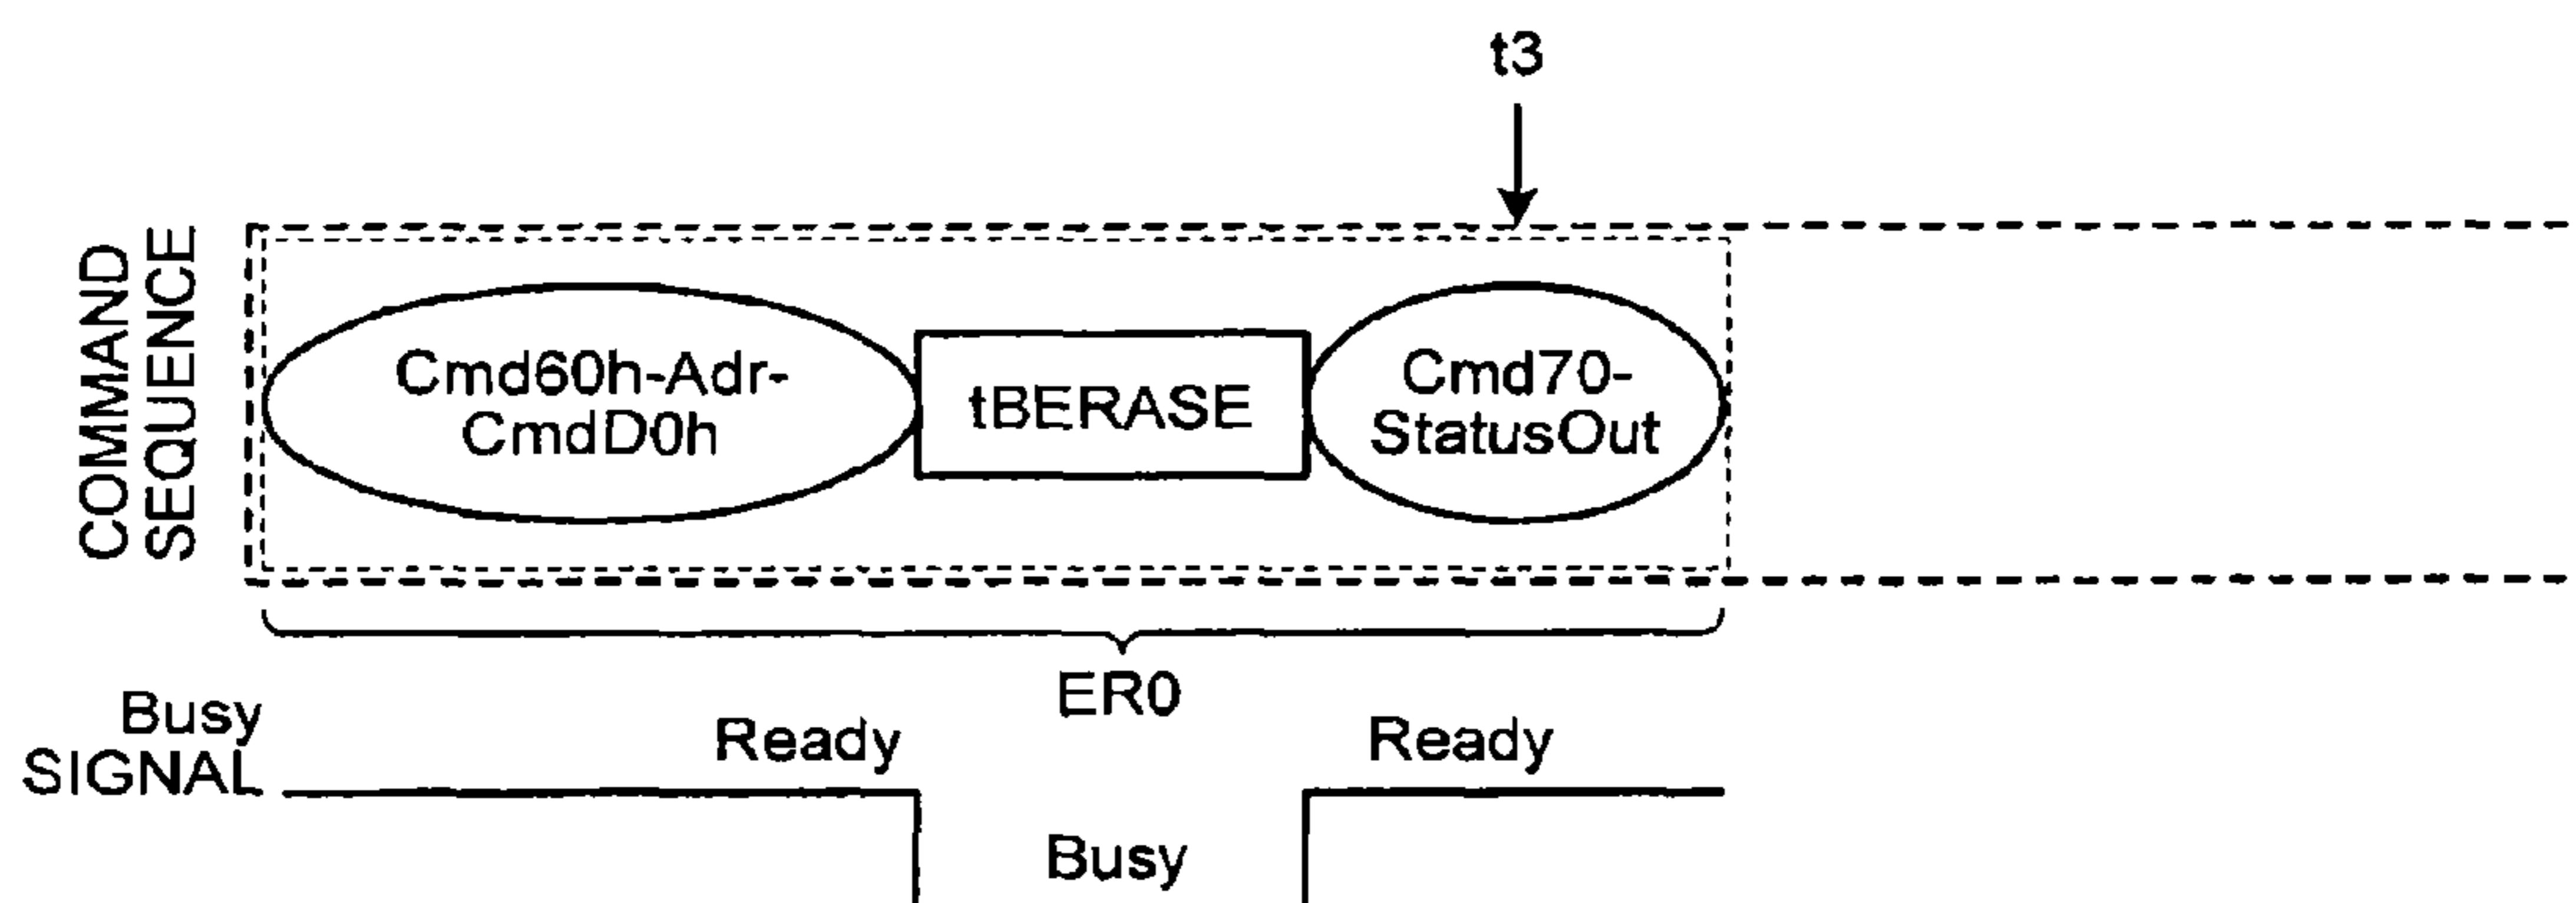 t3
COMMAND
SEQUENCE
Cmd60h-Adr-
CmdD0h
tBERASE
Cmd70-
StatusOut
ER0
Busy
SIGNAL
Ready
Ready
Busy